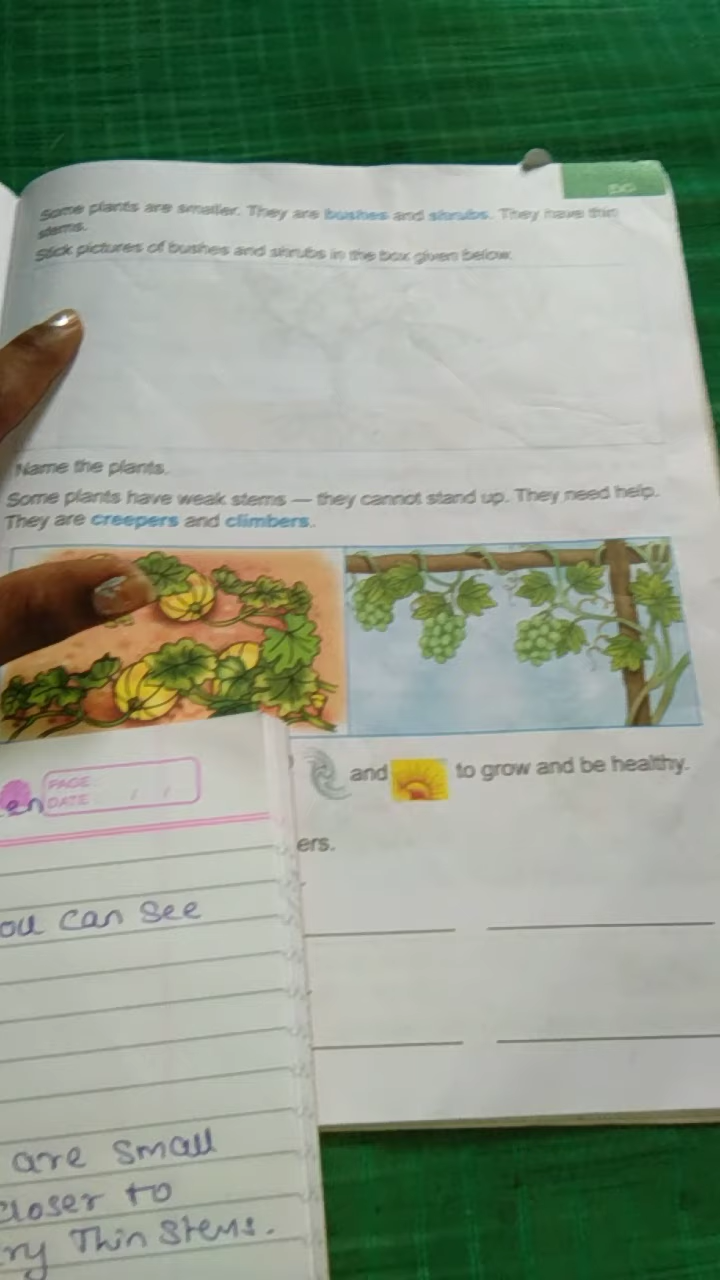 Some plants are smaller. They are bushes and shrubs. They have thin
stems.
Stick pictures of bushes and shrubs in the box given below.
Name the plants.
Some plants have weak stems — they cannot stand up. They need help.
They are creepers and climbers.
and to grow and be healthy.
ers.
en
PAGE:
DATE: / /
ou can see
are small
closer to
ry Thin Stems.